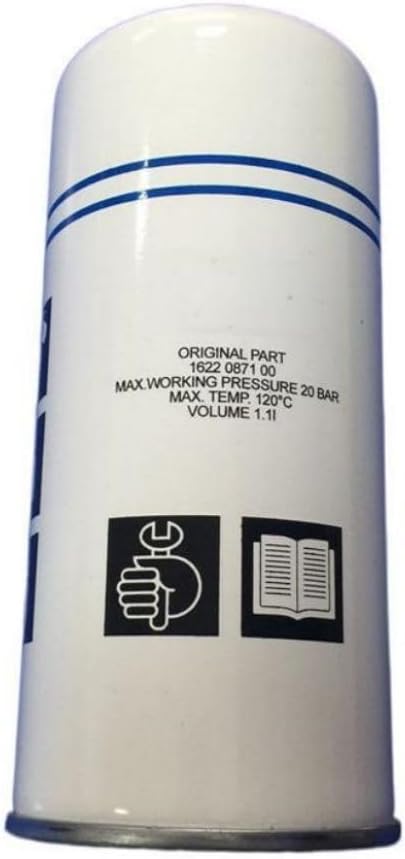 ORIGINAL PART
1622 0871 00
MAX.WORKING PRESSURE 20 BAR
MAX. TEMP. 120°C
VOLUME 1.1l